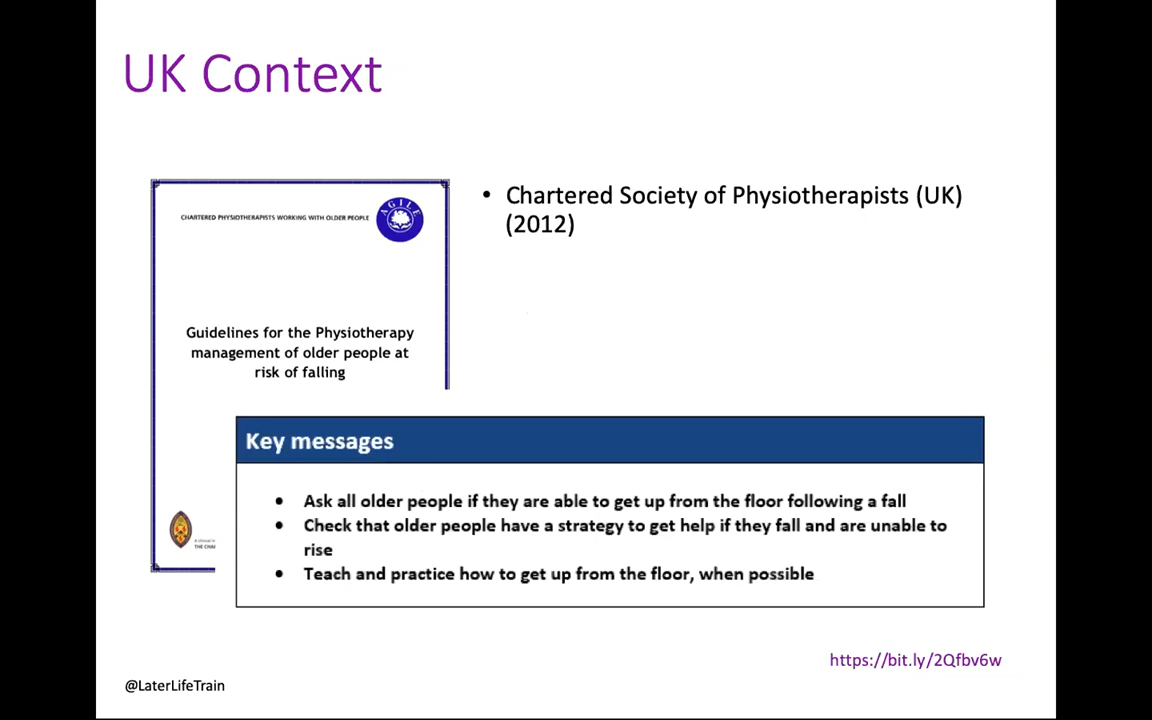 UK Context
CHARTERED PHYSIOTHERAPISTS WORKING WITH OLDER PEOPLE
AGILE
• Chartered Society of Physiotherapists (UK)
(2012)
Guidelines for the Physiotherapy
management of older people at
risk of falling
Key messages
• Ask all older people if they are able to get up from the floor following a fall
• Check that older people have a strategy to get help if they fall and are unable to
rise
• Teach and practice how to get up from the floor, when possible
THE CHA
https://bit.ly/2Qfbv6w
@LaterLifeTrain